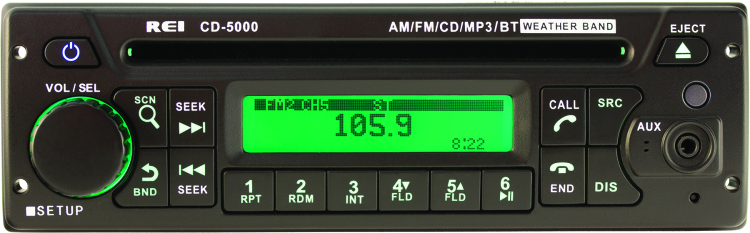 REI CD-5000 AM/FM/CD/MP3/BT WEATHER BAND EJECT
VOL/SEL
SCN SEEK
FM2 CH5 ST
105.9
8:22
CALL SRC
AUX
BND SEEK
END DIS
1 RPT
2 RDM
3 INT
4▼ FLD
5▲ FLD
6 ▶II
■SETUP